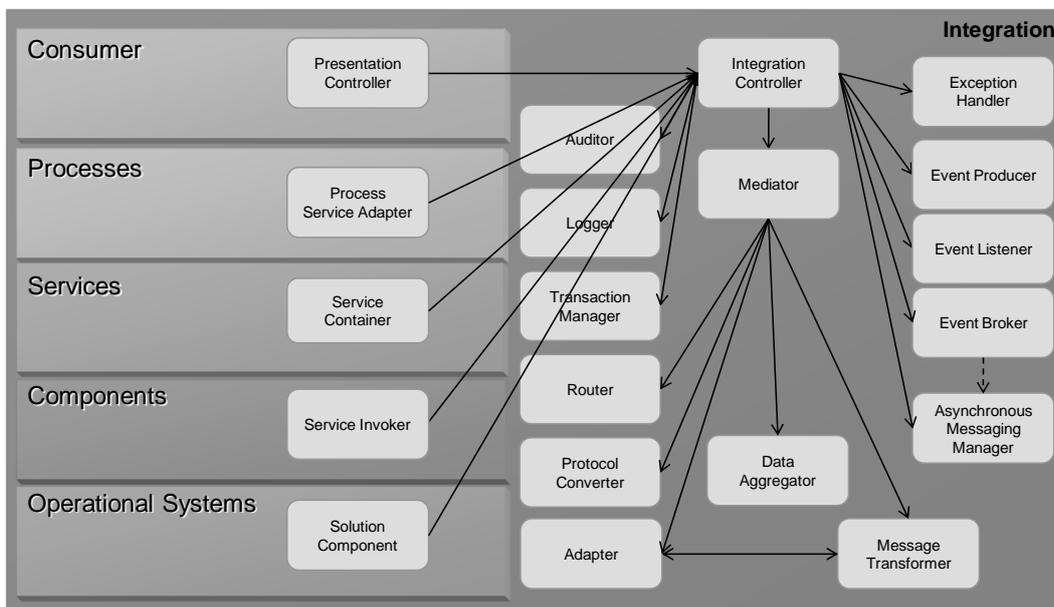 Integration
Consumer
Presentation
Controller
Integration
Controller
Exception
Handler
Auditor
Processes
Process
Service Adapter
Mediator
Event Producer
Logger
Event Listener
Services
Service
Container
Transaction
Manager
Event Broker
Components
Service Invoker
Router
Asynchronous
Messaging
Manager
Protocol
Converter
Data
Aggregator
Operational Systems
Solution
Component
Adapter
Message
Transformer